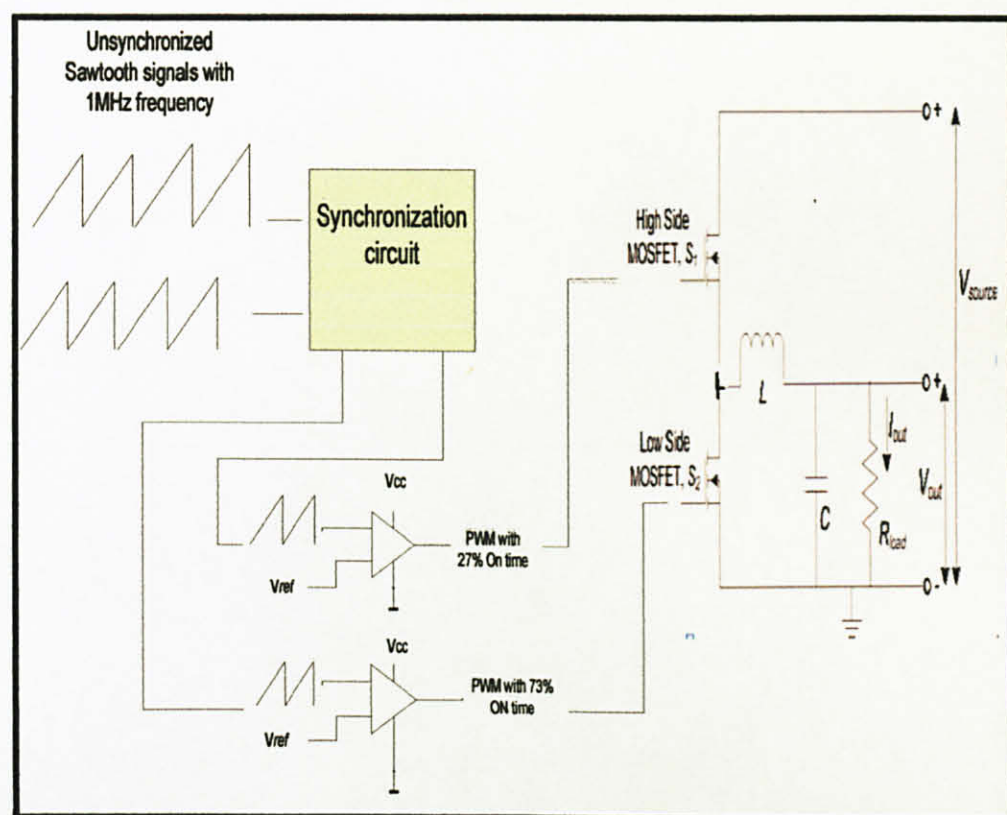 Unsynchronized
Sawtooth signals with
1MHz frequency
Synchronization
circuit
High Side
MOSFET, S1
Vsource
L
Iout
Low Side
MOSFET, S2
Vout
C
Rload
Vcc
PWM with
27% On time
Vref
Vcc
PWM with 73%
ON time
Vref